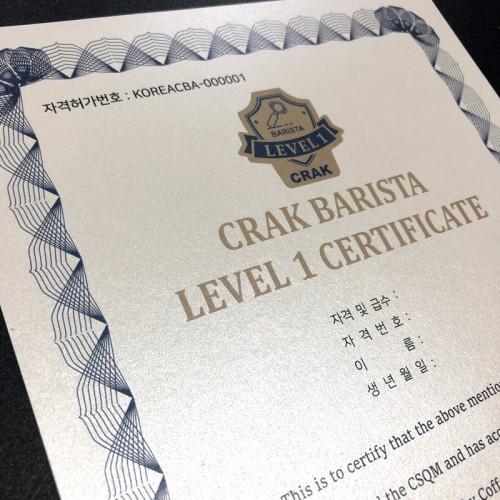 자격허가번호 : KOREACBA-000001
BARISTA
LEVEL 1
CRAK
CRAK BARISTA
LEVEL 1 CERTIFICATE
자격 및 급수 :
자 격 번 호 :
이 름 :
생 년 월 일 :
This is to certify that the above mentio
the CSQM and has acc